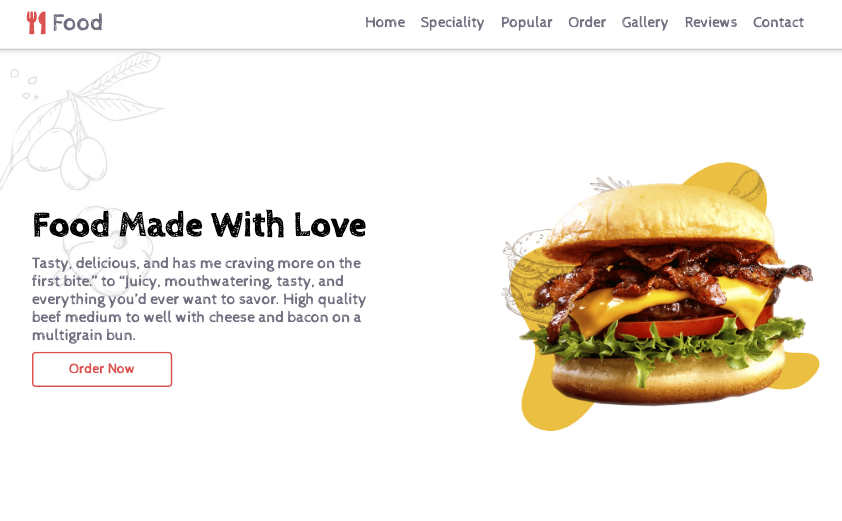 Food
Home Speciality Popular Order Gallery Reviews Contact
Food Made With Love
Tasty, delicious, and has me craving more on the
first bite.” to “Juicy, mouthwatering, tasty, and
everything you’d ever want to savor. High quality
beef medium to well with cheese and bacon on a
multigrain bun.
Order Now